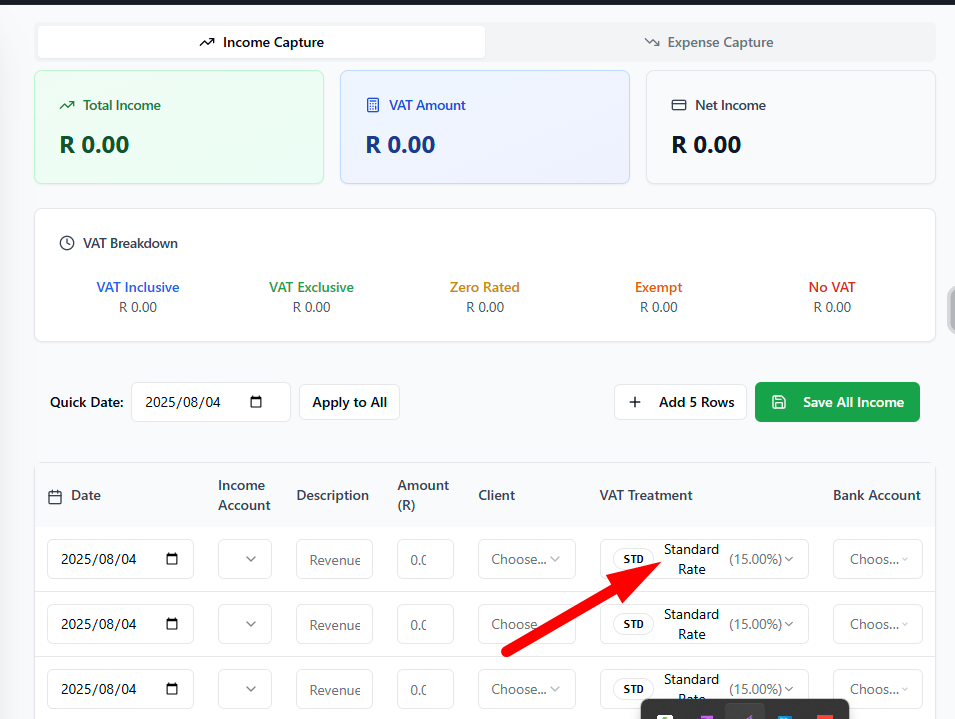 Income Capture
Expense Capture
Total Income
R 0.00
VAT Amount
R 0.00
Net Income
R 0.00
VAT Breakdown
VAT Inclusive
R 0.00
VAT Exclusive
R 0.00
Zero Rated
R 0.00
Exempt
R 0.00
No VAT
R 0.00
Quick Date: 2025/08/04 Apply to All + Add 5 Rows Save All Income
Date Income Account Description Amount (R) Client VAT Treatment Bank Account
2025/08/04 Revenue 0.0 Choose... STD Standard Rate (15.00%) Choos...
2025/08/04 Revenue 0.0 Choose STD Standard Rate (15.00%) Choos...
2025/08/04 Revenue 0.0 Choose... STD Standard Rate (15.00%) Choos...